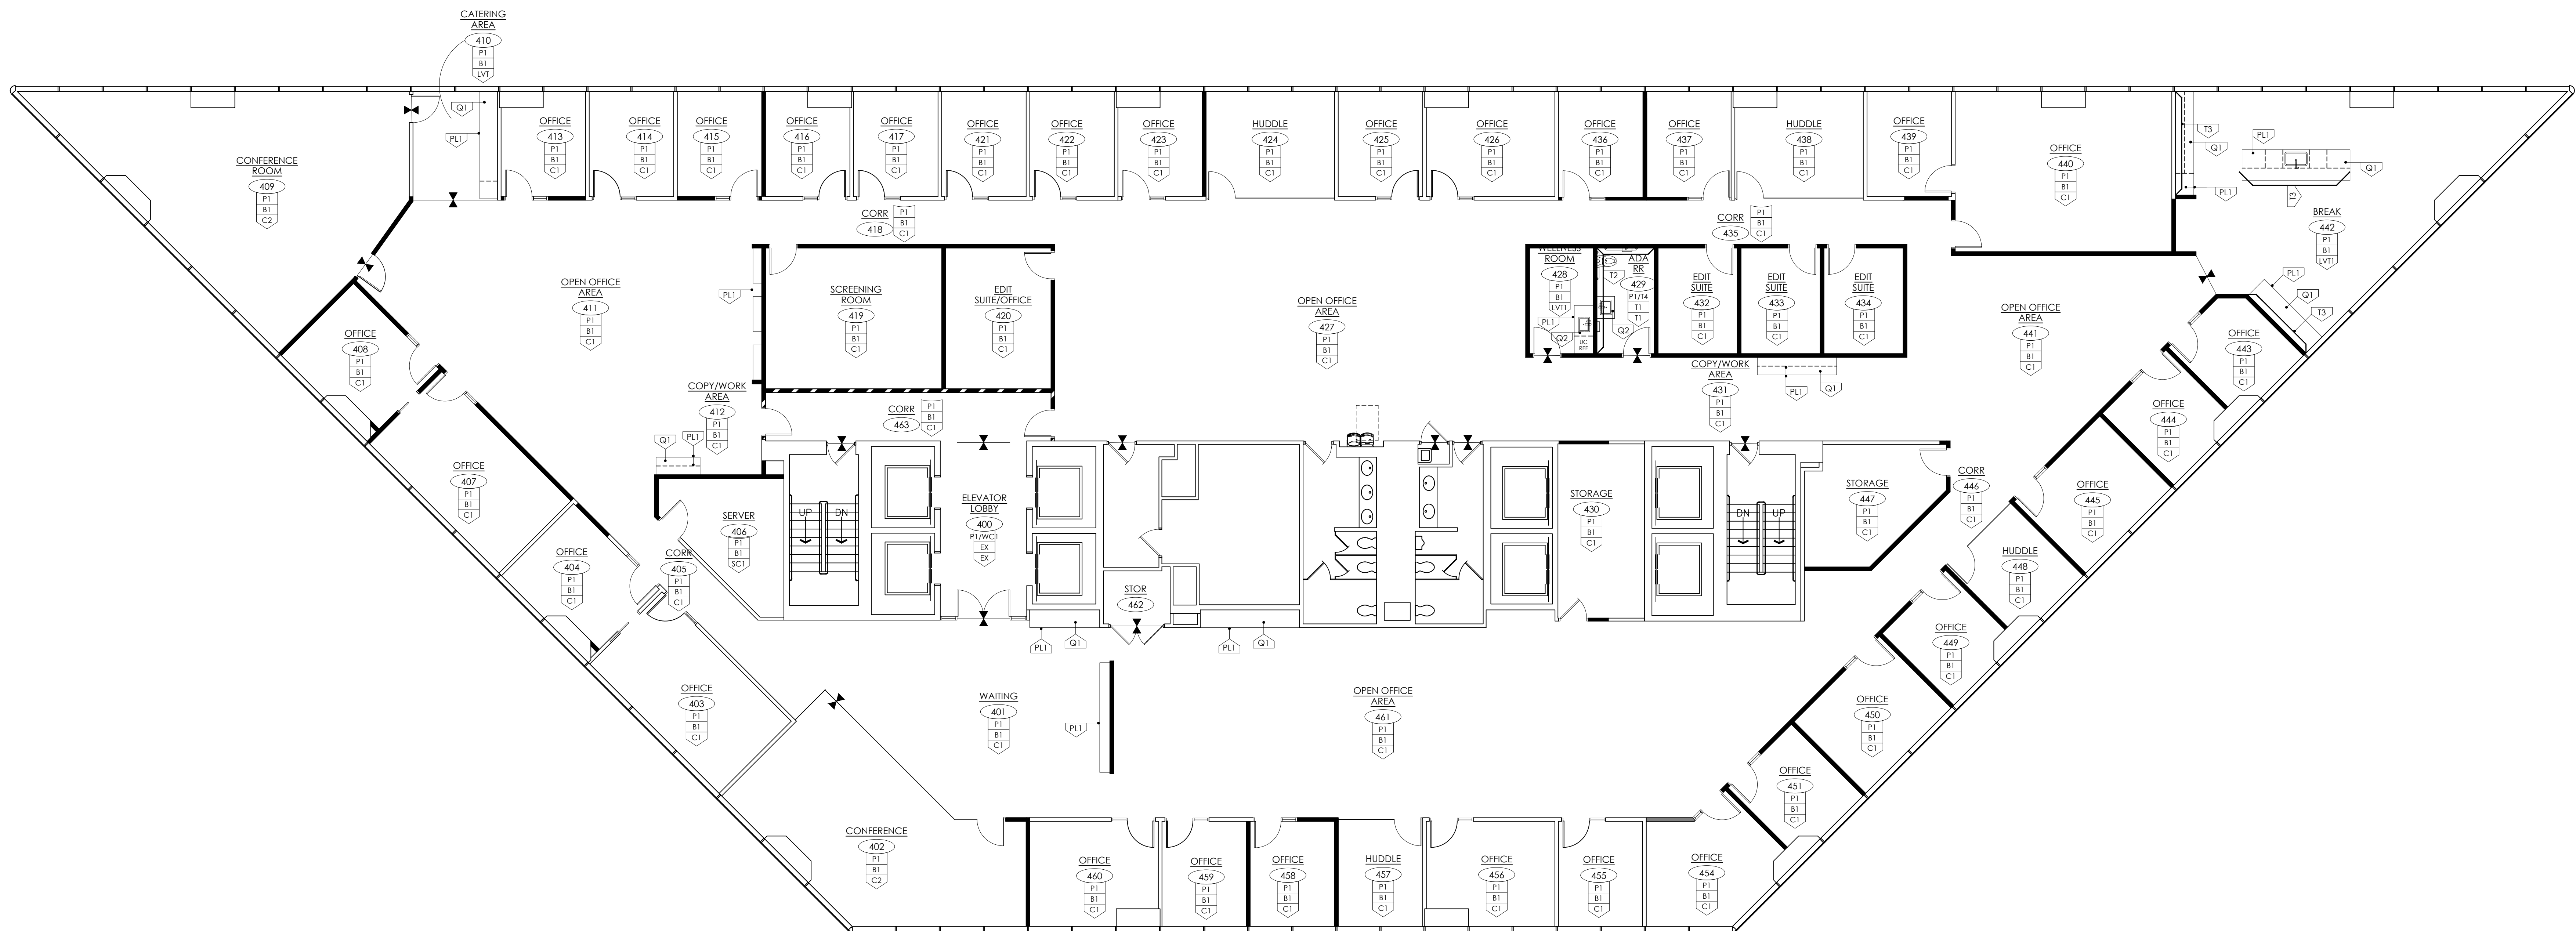 CATERING
AREA
410
P1
B1
LVT
Q1
PL1
CONFERENCE
ROOM
409
P1
B1
C2
OFFICE
413
P1
B1
C1
OFFICE
414
P1
B1
C1
OFFICE
415
P1
B1
C1
OFFICE
416
P1
B1
C1
OFFICE
417
P1
B1
C1
OFFICE
421
P1
B1
C1
OFFICE
422
P1
B1
C1
OFFICE
423
P1
B1
C1
HUDDLE
424
P1
B1
C1
OFFICE
425
P1
B1
C1
OFFICE
426
P1
B1
C1
OFFICE
436
P1
B1
C1
OFFICE
437
P1
B1
C1
HUDDLE
438
P1
B1
C1
OFFICE
439
P1
B1
C1
OFFICE
440
P1
B1
C1
T3
Q1
PL1
PL1
Q1
T3
BREAK
442
P1
B1
LVT1
PL1
Q1
T3
CORR
418
P1
B1
C1
CORR
435
P1
B1
C1
OPEN OFFICE
AREA
411
P1
B1
C1
PL1
SCREENING
ROOM
419
P1
B1
C1
EDIT
SUITE/OFFICE
420
P1
B1
C1
OPEN OFFICE
AREA
427
P1
B1
C1
WELLNESS
ROOM
428
P1
B1
LVT1
PL1
Q2
UC
REF
ADA
RR
429
P1/T4
T1
T1
T2
Q2
EDIT
SUITE
432
P1
B1
C1
EDIT
SUITE
433
P1
B1
C1
EDIT
SUITE
434
P1
B1
C1
OPEN OFFICE
AREA
441
P1
B1
C1
OFFICE
443
P1
B1
C1
OFFICE
408
P1
B1
C1
COPY/WORK
AREA
412
P1
B1
C1
Q1
PL1
CORR
463
P1
B1
C1
COPY/WORK
AREA
431
P1
B1
C1
PL1
Q1
OFFICE
444
P1
B1
C1
OFFICE
407
P1
B1
C1
SERVER
406
P1
B1
SC1
UP
DN
ELEVATOR
LOBBY
400
P1/WC1
EX
EX
STORAGE
430
P1
B1
C1
DN
UP
STORAGE
447
P1
B1
C1
CORR
446
P1
B1
C1
OFFICE
445
P1
B1
C1
OFFICE
404
P1
B1
C1
CORR
405
P1
B1
C1
STOR
462
HUDDLE
448
P1
B1
C1
PL1
Q1
PL1
Q1
OFFICE
449
P1
B1
C1
OFFICE
403
P1
B1
C1
WAITING
401
P1
B1
C1
PL1
OPEN OFFICE
AREA
461
P1
B1
C1
OFFICE
450
P1
B1
C1
OFFICE
451
P1
B1
C1
CONFERENCE
402
P1
B1
C2
OFFICE
460
P1
B1
C1
OFFICE
459
P1
B1
C1
OFFICE
458
P1
B1
C1
HUDDLE
457
P1
B1
C1
OFFICE
456
P1
B1
C1
OFFICE
455
P1
B1
C1
OFFICE
454
P1
B1
C1